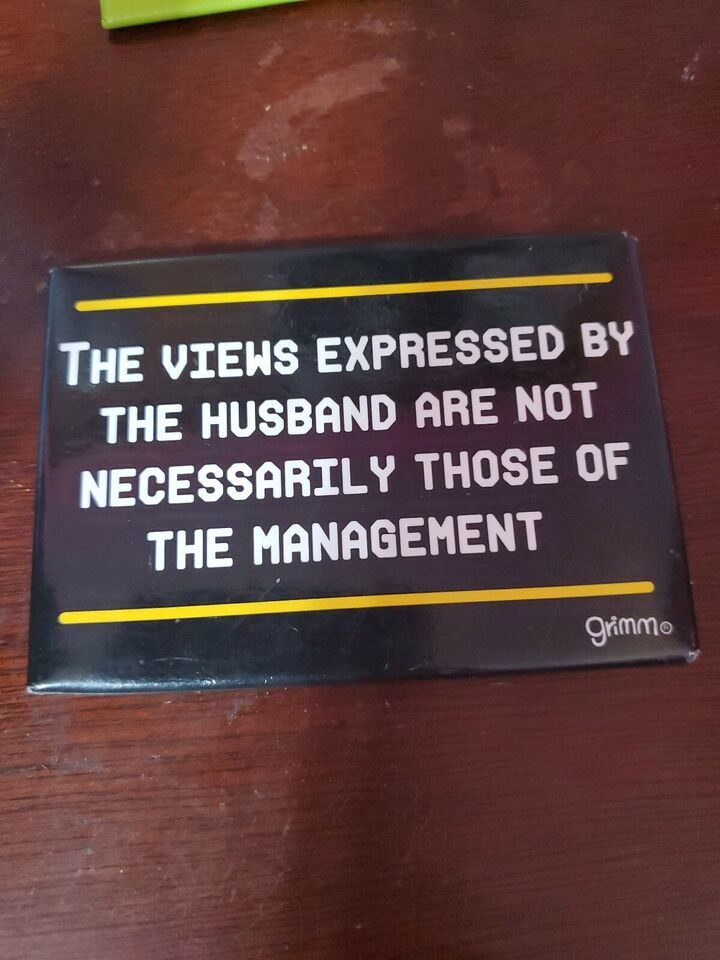 THE VIEWS EXPRESSED BY
THE HUSBAND ARE NOT
NECESSARILY THOSE OF
THE MANAGEMENT
grimm®